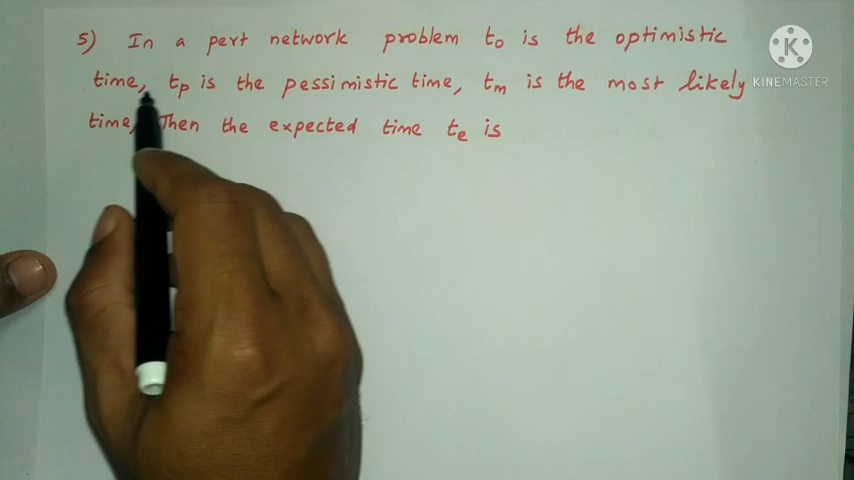 5) In a pert network problem to is the optimistic
time, tp is the pessimistic time, tm is the most likely
time, Then the expected time te is
K
KINEMASTER